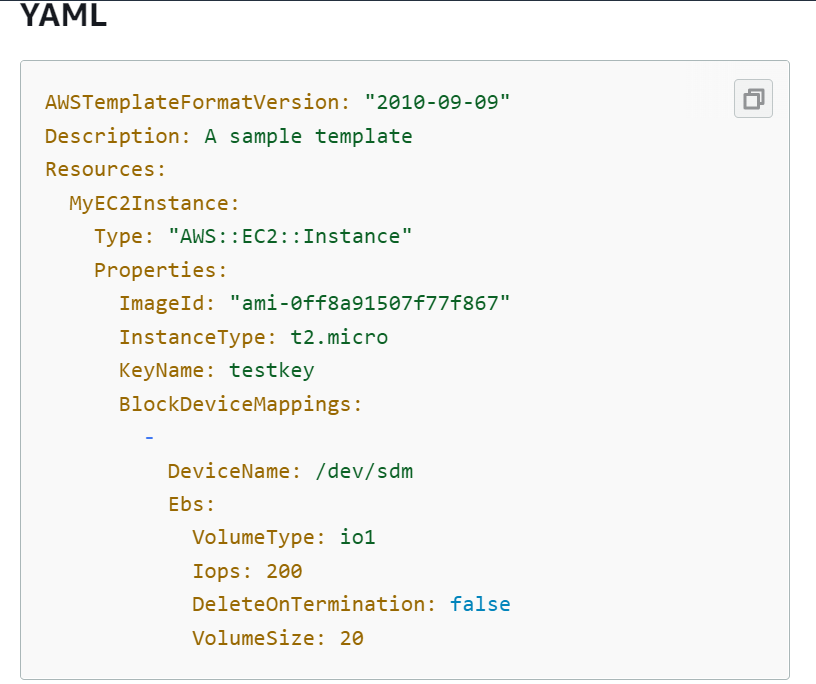 YAML
AWSTemplateFormatVersion: "2010-09-09"
Description: A sample template
Resources:
  MyEC2Instance:
    Type: "AWS::EC2::Instance"
    Properties:
      ImageId: "ami-0ff8a91507f77f867"
      InstanceType: t2.micro
      KeyName: testkey
      BlockDeviceMappings:
        -
          DeviceName: /dev/sdm
          Ebs:
            VolumeType: io1
            Iops: 200
            DeleteOnTermination: false
            VolumeSize: 20